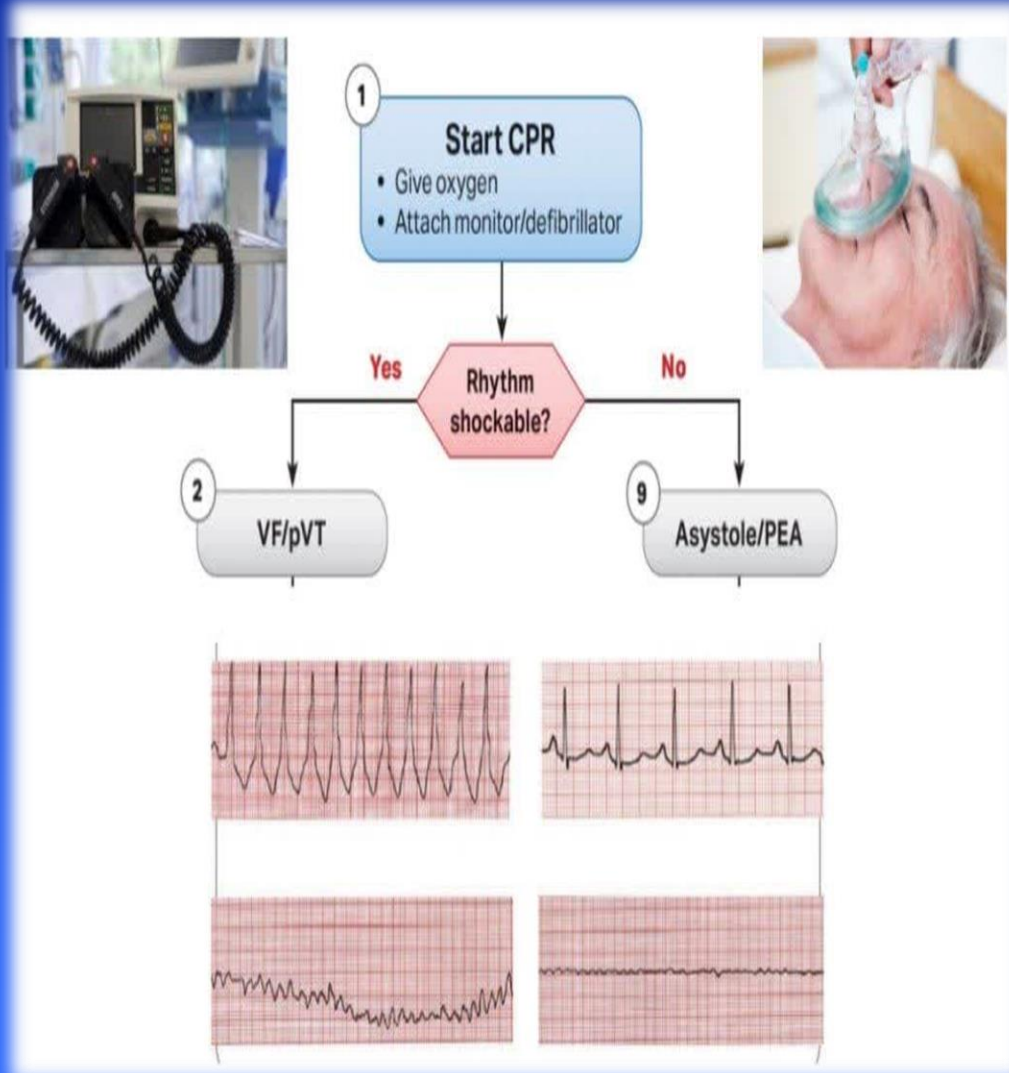 1
Start CPR
• Give oxygen
• Attach monitor/defibrillator
Yes
Rhythm
shockable?
No
2
VF/pVT
9
Asystole/PEA